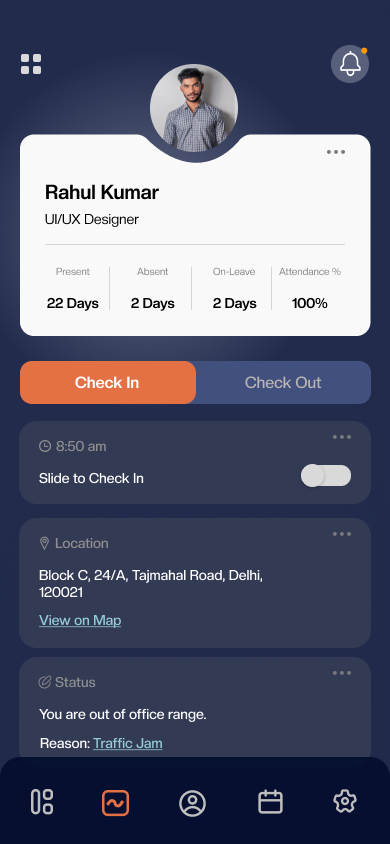 Rahul Kumar
UI/UX Designer
Present Absent On-Leave Attendance %
22 Days 2 Days 2 Days 100%
Check In Check Out
8:50 am
Slide to Check In
Location
Block C, 24/A, Tajmahal Road, Delhi,
120021
View on Map
Status
You are out of office range.
Reason: Traffic Jam